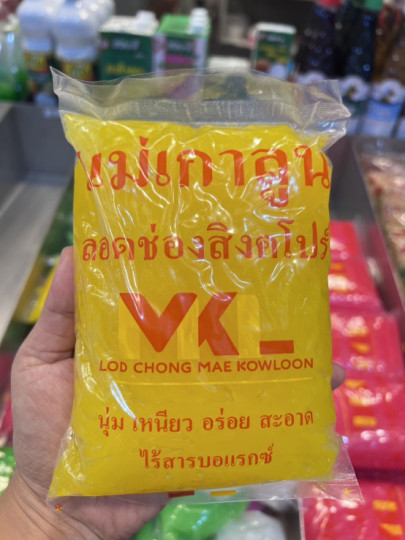 แม่เกาลูน
ลอดช่องสิงคโปร์
MKL
LOD CHONG MAE KOWLOON
นุ่ม เหนียว อร่อย สะอาด
ไร้สารบอแรกซ์